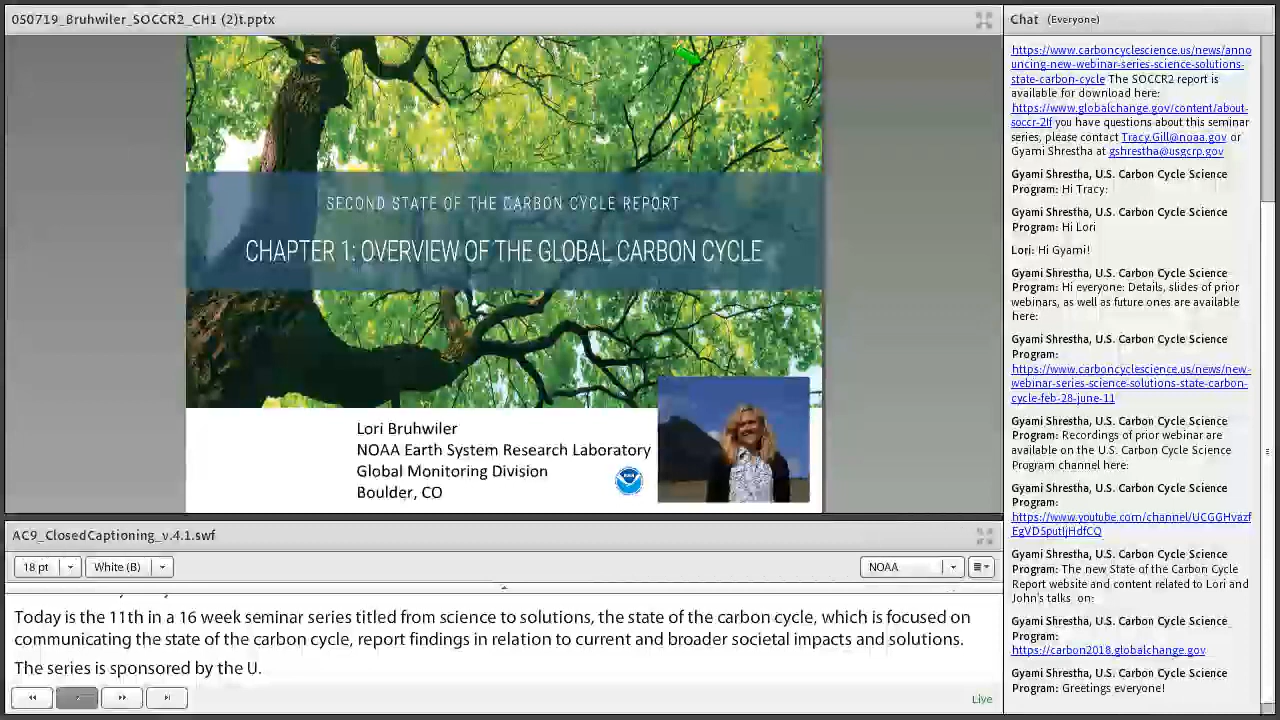 050719_Bruhwiler_SOCCR2_CH1 (2)t.pptx
SECOND STATE OF THE CARBON CYCLE REPORT
CHAPTER 1: OVERVIEW OF THE GLOBAL CARBON CYCLE
Lori Bruhwiler
NOAA Earth System Research Laboratory
Global Monitoring Division
Boulder, CO
AC9_ClosedCaptioning_v.4.1.swf
18 pt
White (B)
NOAA
Today is the 11th in a 16 week seminar series titled from science to solutions, the state of the carbon cycle, which is focused on
communicating the state of the carbon cycle, report findings in relation to current and broader societal impacts and solutions.
The series is sponsored by the U.
Live
Chat (Everyone)
https://www.carboncyclescience.us/news/anno
uncing-new-webinar-series-science-solutions-
state-carbon-cycle The SOCCR2 report is
available for download here:
https://www.globalchange.gov/content/about-
soccr-2If you have questions about this seminar
series, please contact Tracy.Gill@noaa.gov or
Gyami Shrestha at gshrestha@usgcrp.gov
Gyami Shrestha, U.S. Carbon Cycle Science
Program: Hi Tracy:
Gyami Shrestha, U.S. Carbon Cycle Science
Program: Hi Lori
Lori: Hi Gyami!
Gyami Shrestha, U.S. Carbon Cycle Science
Program: Hi everyone: Details, slides of prior
webinars, as well as future ones are available
here:
Gyami Shrestha, U.S. Carbon Cycle Science
Program:
https://www.carboncyclescience.us/news/new-
webinar-series-science-solutions-state-carbon-
cycle-feb-28-june-11
Gyami Shrestha, U.S. Carbon Cycle Science
Program: Recordings of prior webinar are
available on the U.S. Carbon Cycle Science
Program channel here:
Gyami Shrestha, U.S. Carbon Cycle Science
Program:
https://www.youtube.com/channel/UCGGHvazf
EgVD5putIjHdfCQ
Gyami Shrestha, U.S. Carbon Cycle Science
Program: The new State of the Carbon Cycle
Report website and content related to Lori and
John's talks on:
Gyami Shrestha, U.S. Carbon Cycle Science
Program:
https://carbon2018.globalchange.gov
Gyami Shrestha, U.S. Carbon Cycle Science
Program: Greetings everyone!